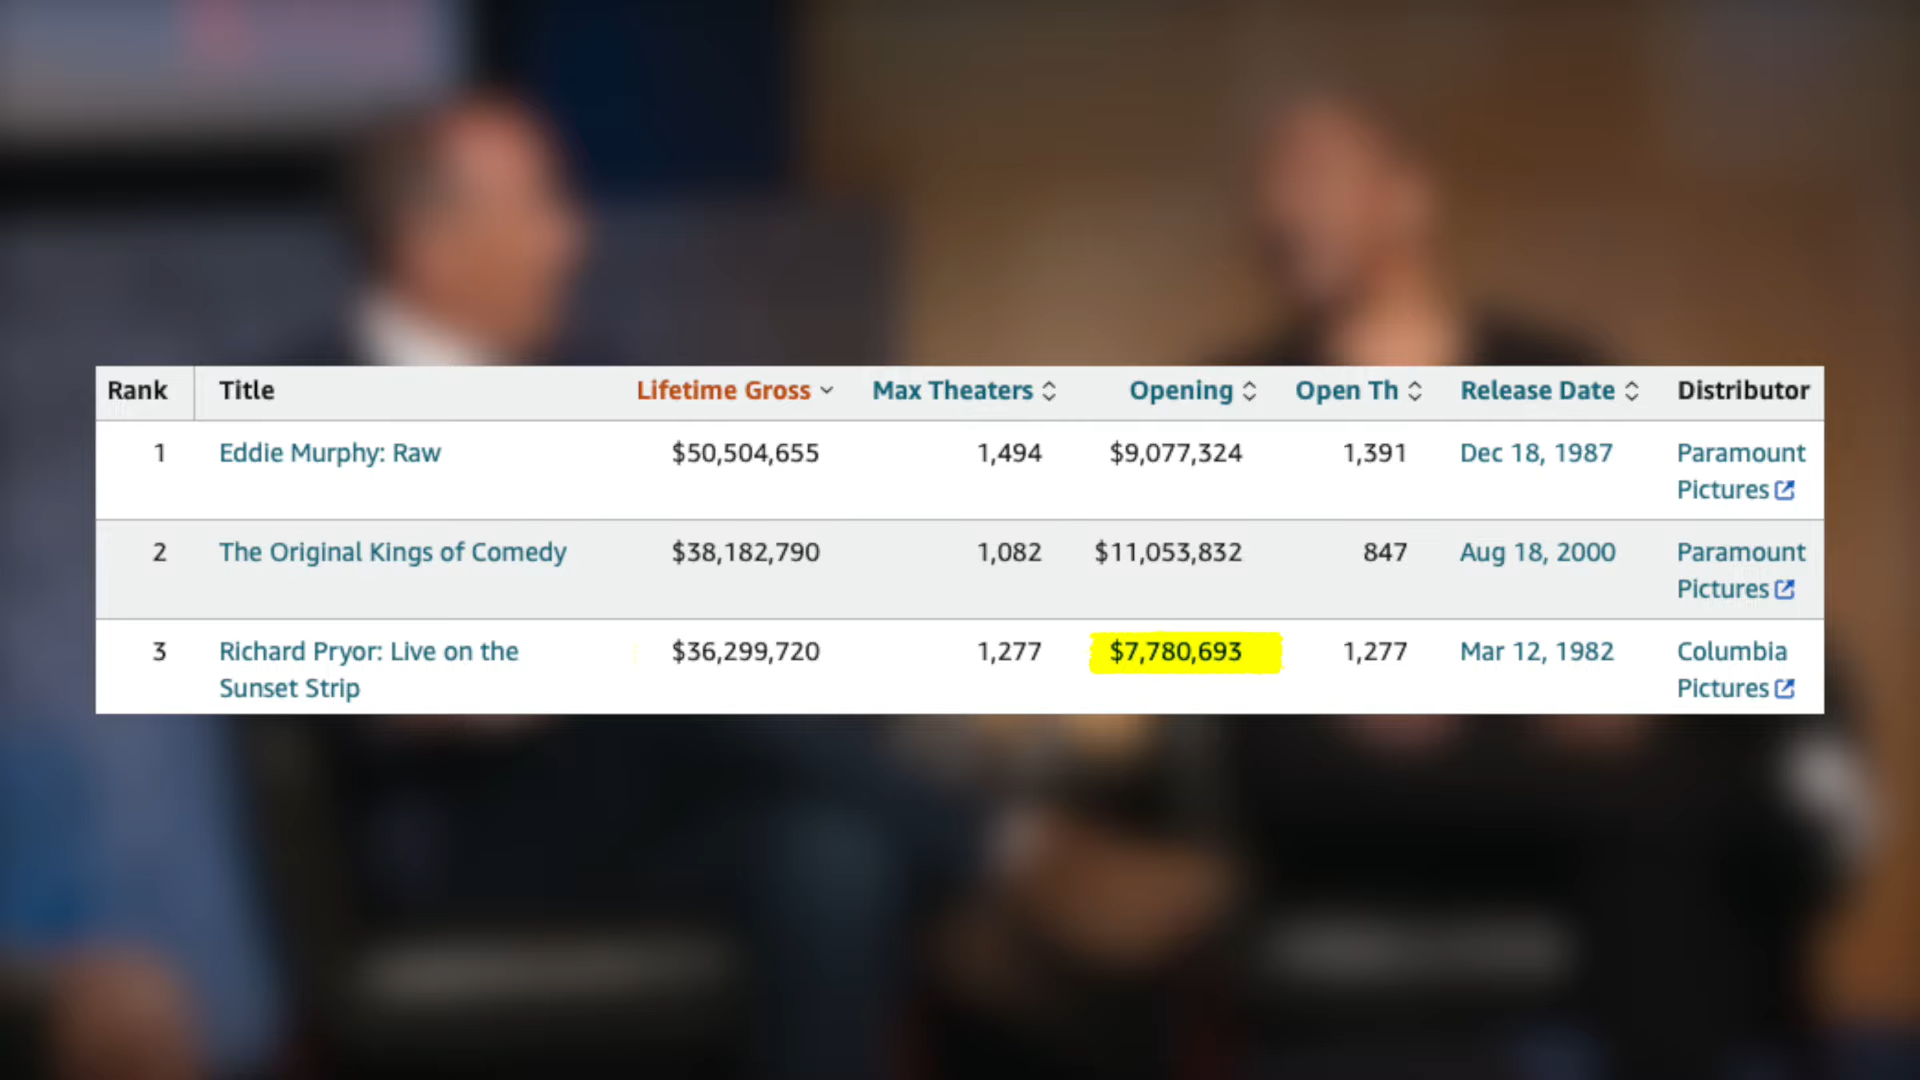 Rank Title Lifetime Gross Max Theaters Opening Open Th Release Date Distributor
1 Eddie Murphy: Raw $50,504,655 1,494 $9,077,324 1,391 Dec 18, 1987 Paramount
Pictures
2 The Original Kings of Comedy $38,182,790 1,082 $11,053,832 847 Aug 18, 2000 Paramount
Pictures
3 Richard Pryor: Live on the $36,299,720 1,277 $7,780,693 1,277 Mar 12, 1982 Columbia
Sunset Strip Pictures